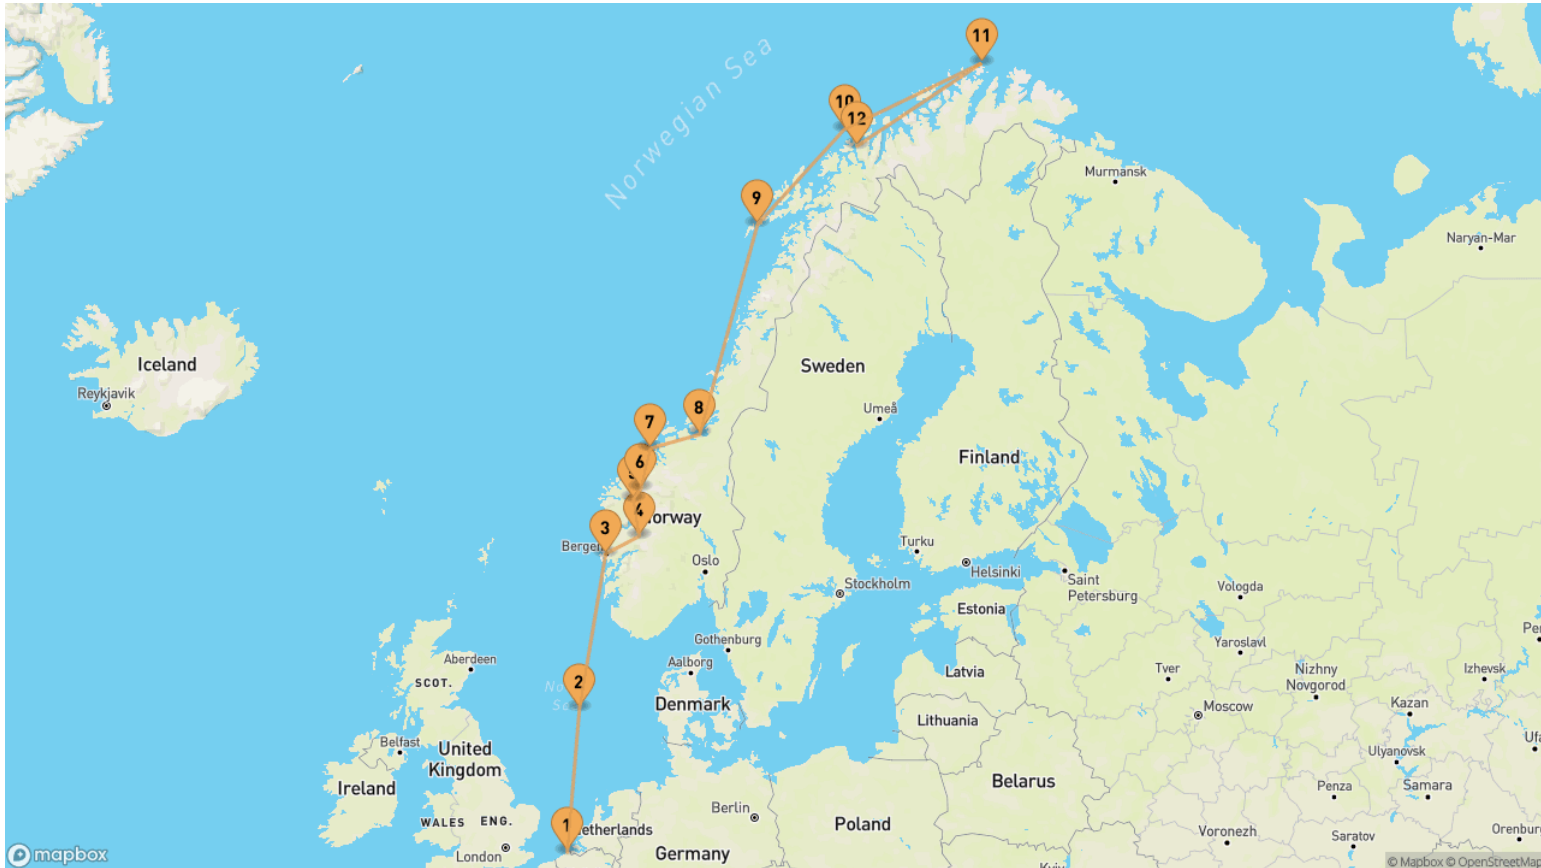 11
Norwegian Sea
10
12
Murmansk
9
Naryan-Mar
Iceland
Reykjavik
Sweden
8
Umeå
7
6
Finland
4
Norway
3
Bergen
Oslo
Turku
Helsinki
Saint
Petersburg
Stockholm
Vologda
Estonia
Gothenburg
Yaroslavl
Aberdeen
Aalborg
SCOT.
Latvia
Tver
Nizhny
Novgorod
Izhevsk
2
Denmark
Lithuania
Moscow
Kazan
Belfast
United
Kingdom
Ulyanovsk
Ireland
Belarus
Penza
Samara
1
Berlin
WALES
ENG.
Netherlands
Poland
Voronezh
Saratov
London
Germany
mapbox
© Mapbox © OpenStreetMap